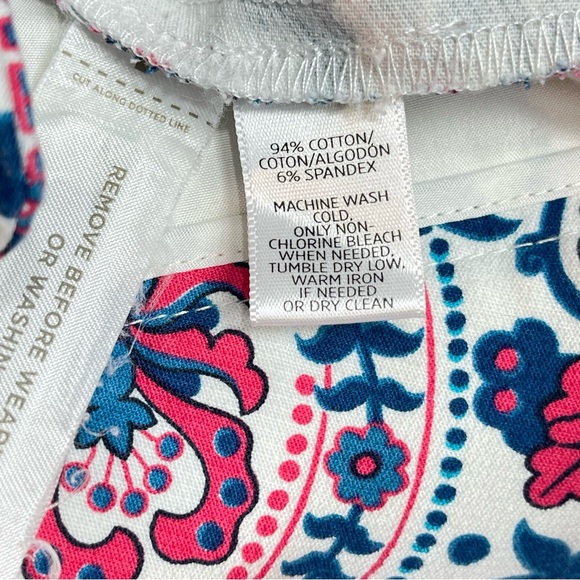 CUT ALONG DOTTED LINE
REMOVE BEFORE WEAR
OR WASHIN
94% COTTON/
COTON/ALGODÓN
6% SPANDEX
MACHINE WASH
COLD,
ONLY NON-
CHLORINE BLEACH
WHEN NEEDED,
TUMBLE DRY LOW,
WARM IRON
IF NEEDED
OR DRY CLEAN